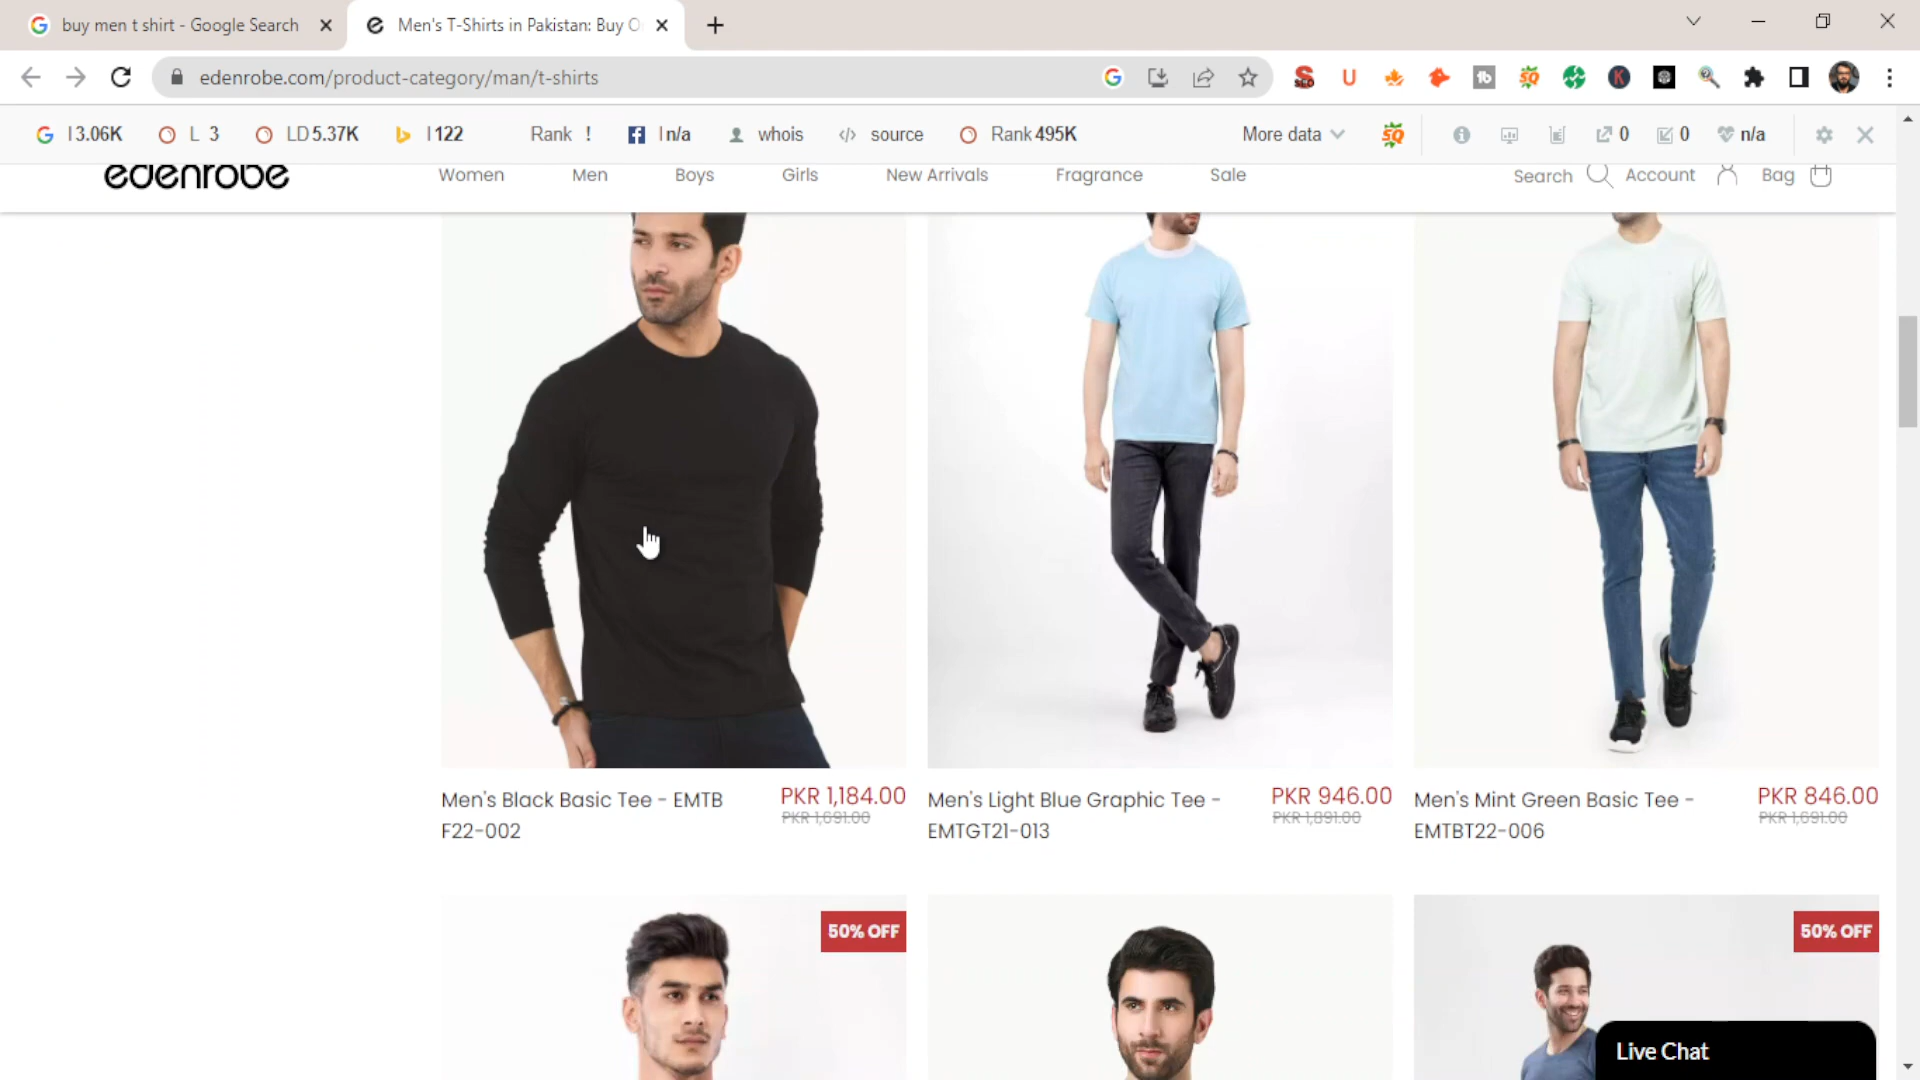 buy men t shirt - Google Search
Men's T-Shirts in Pakistan: Buy O
edenrobe.com/product-category/man/t-shirts
I 3.06K L 3 LD 5.37K I 122 Rank ! I n/a whois source Rank 495K More data 0 0 n/a
edenrobe Women Men Boys Girls New Arrivals Fragrance Sale Search Account Bag
Men's Black Basic Tee - EMTB
F22-002
PKR 1,184.00
PKR 1,691.00
Men's Light Blue Graphic Tee -
EMTGT21-013
PKR 946.00
PKR 1,891.00
Men's Mint Green Basic Tee -
EMTBT22-006
PKR 846.00
PKR 1,691.00
50% OFF
50% OFF
Live Chat